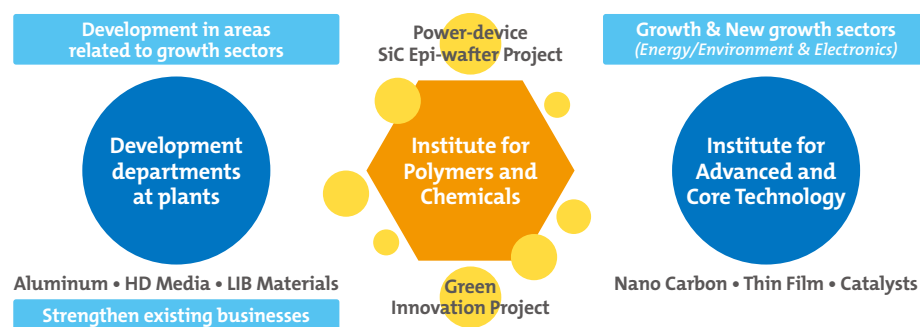 Development in areas
related to growth sectors
Development
departments
at plants
Aluminum • HD Media • LIB Materials
Strengthen existing businesses
Power-device
SiC Epi-wafter Project
Institute for
Polymers and
Chemicals
Green
Innovation Project
Growth & New growth sectors
(Energy/Environment & Electronics)
Institute for
Advanced and
Core Technology
Nano Carbon • Thin Film • Catalysts